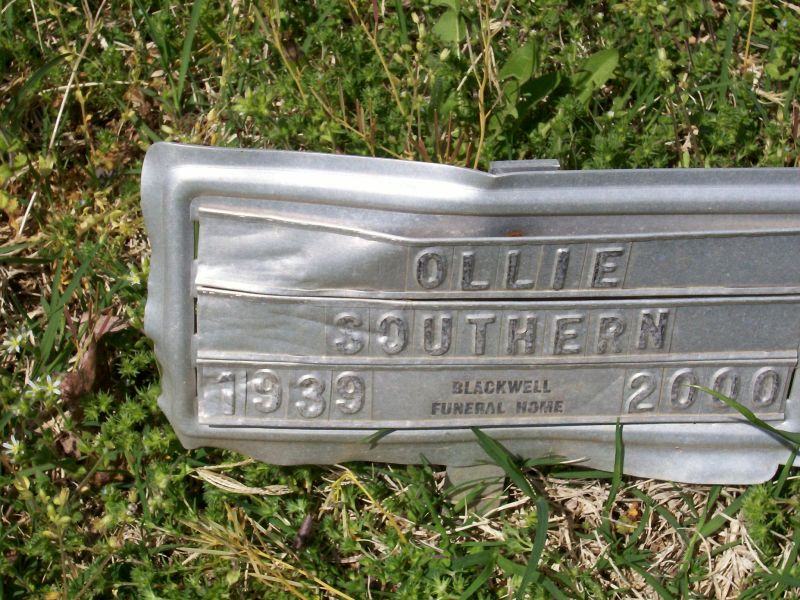 OLLIE
SOUTHERN
1939 BLACKWELL FUNERAL HOME 2000